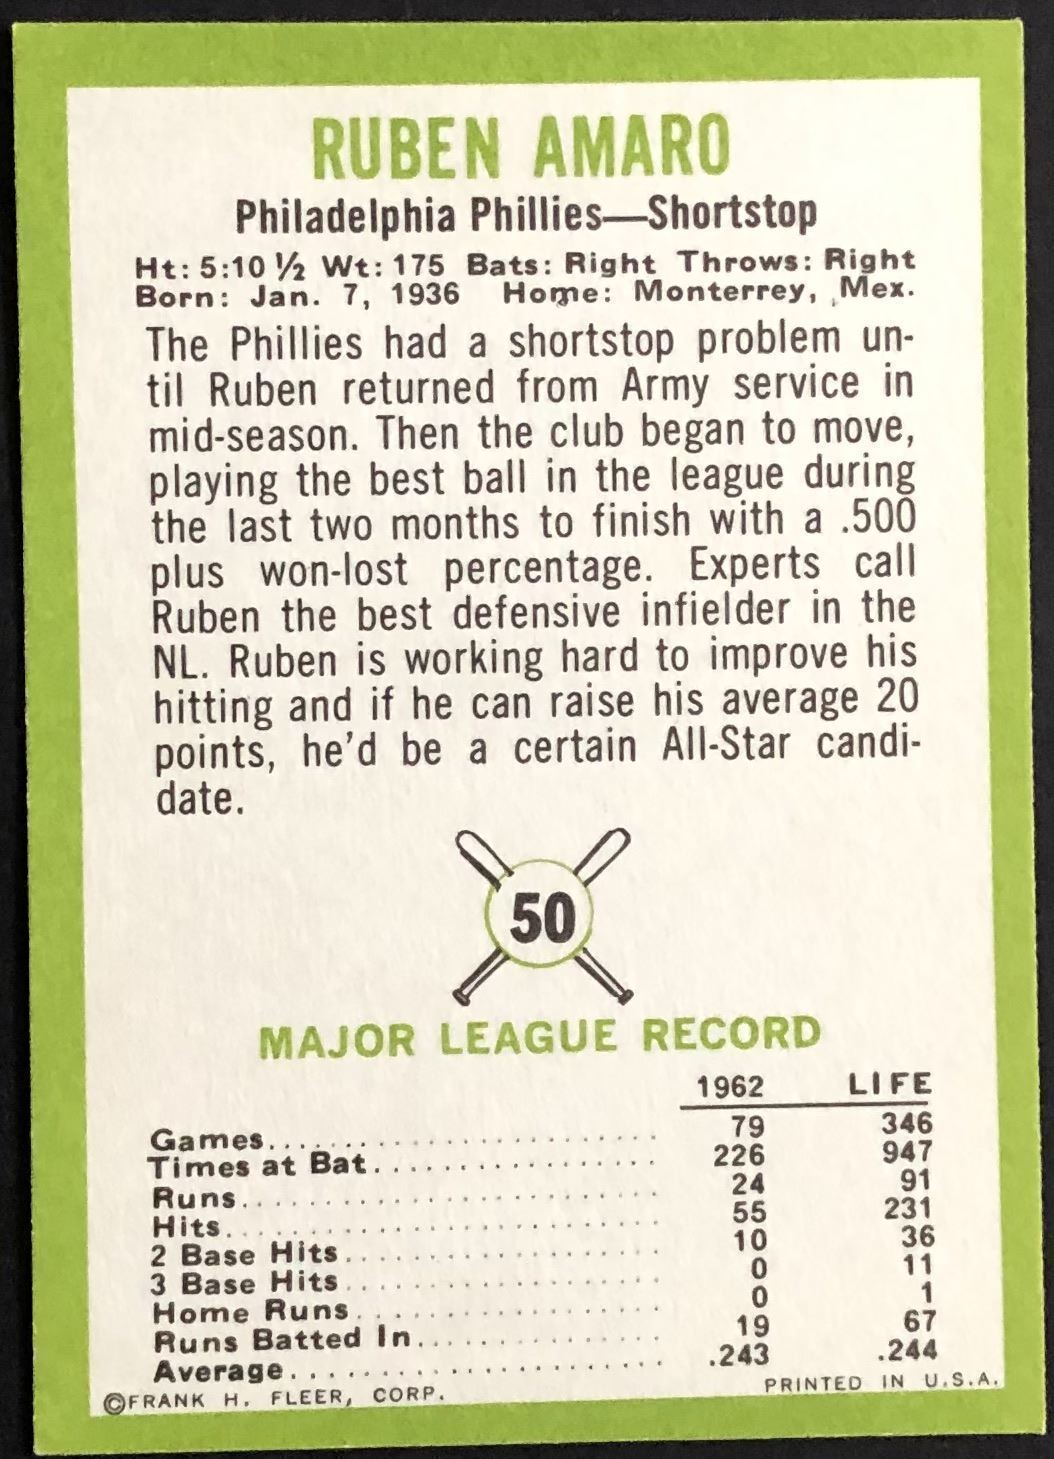 RUBEN AMARO
Philadelphia Phillies—Shortstop
Ht: 5:10 ½ Wt: 175 Bats: Right Throws: Right
Born: Jan. 7, 1936 Home: Monterrey, Mex.
The Phillies had a shortstop problem un-
til Ruben returned from Army service in
mid-season. Then the club began to move,
playing the best ball in the league during
the last two months to finish with a .500
plus won-lost percentage. Experts call
Ruben the best defensive infielder in the
NL. Ruben is working hard to improve his
hitting and if he can raise his average 20
points, he'd be a certain All-Star candi-
date.
50
MAJOR LEAGUE RECORD
1962 LIFE
Games 79 346
Times at Bat 226 947
Runs 24 91
Hits 55 231
2 Base Hits 10 36
3 Base Hits 0 11
Home Runs 0 1
Runs Batted In 19 67
Average .243 .244
©FRANK H. FLEER, CORP. PRINTED IN U.S.A.